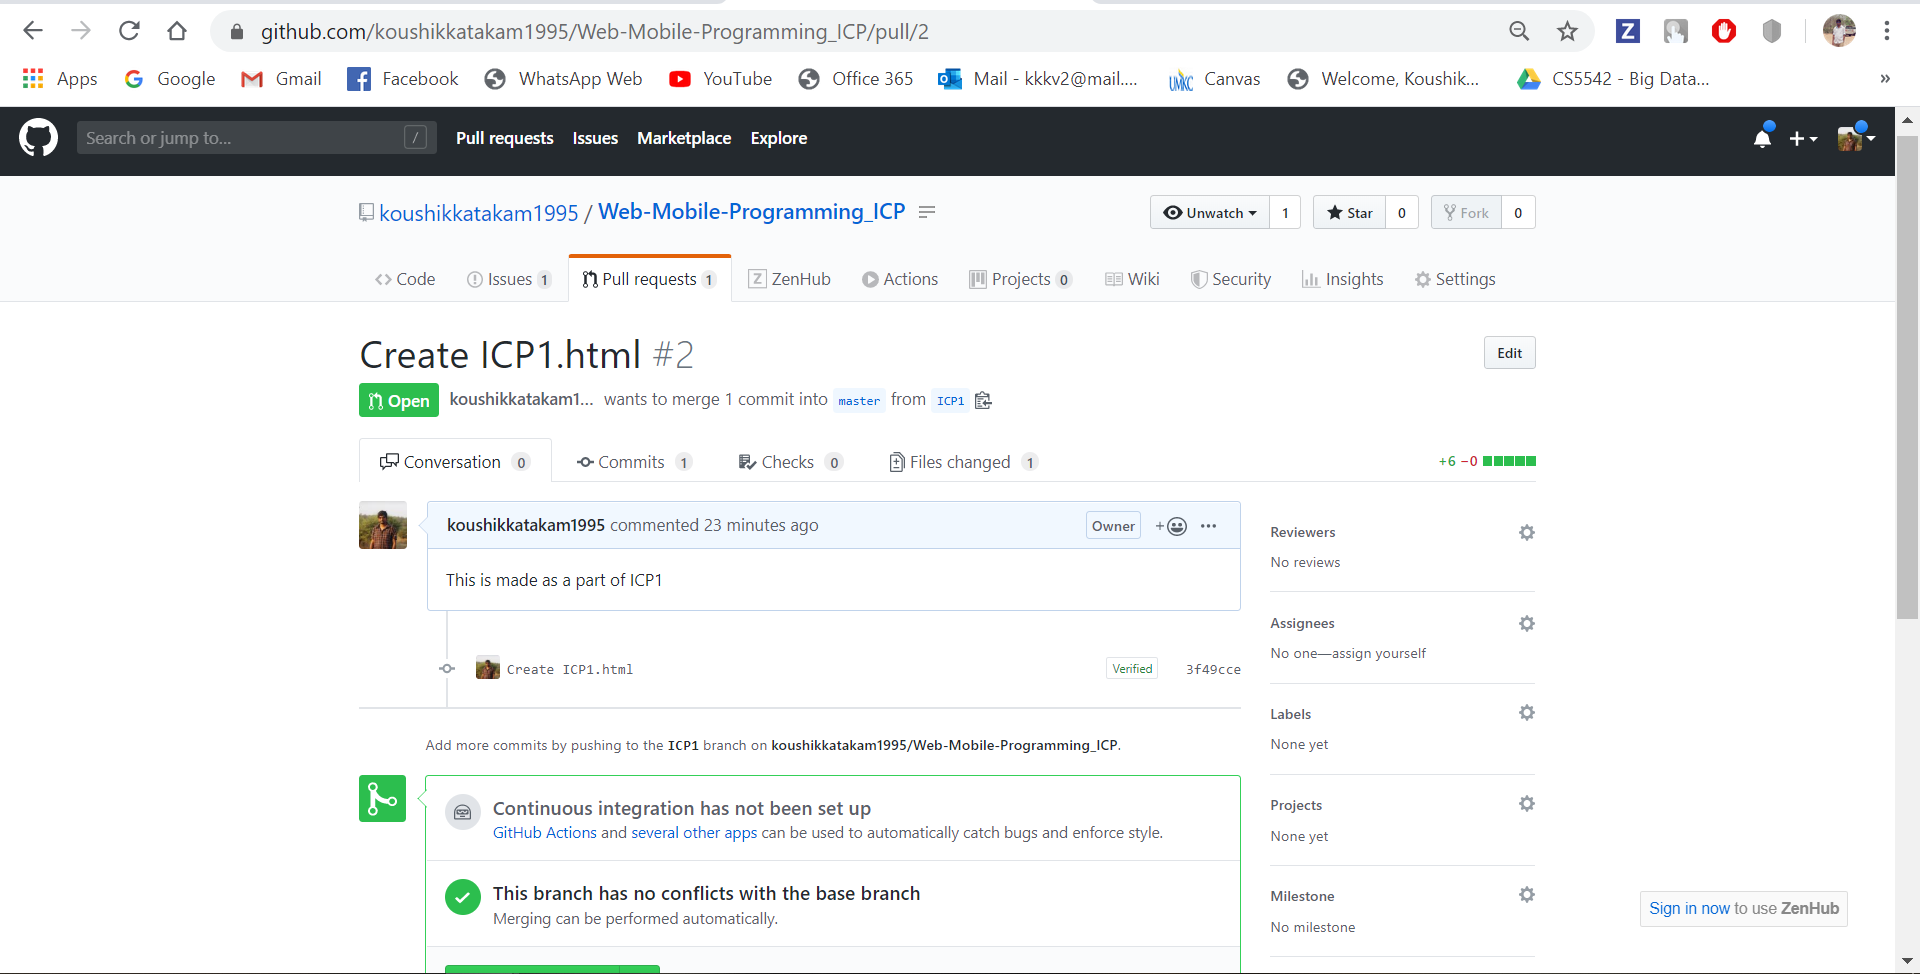 github.com/koushikkatakam1995/Web-Mobile-Programming_ICP/pull/2
Apps Google Gmail Facebook WhatsApp Web YouTube Office 365 Mail - kkkv2@mail.... Canvas Welcome, Koushik... CS5542 - Big Data... »
Search or jump to... / Pull requests Issues Marketplace Explore
koushikkatakam1995 / Web-Mobile-Programming_ICP Unwatch 1 Star 0 Fork 0
Code Issues 1 Pull requests 1 ZenHub Actions Projects 0 Wiki Security Insights Settings
Create ICP1.html #2 Edit
Open koushikkatakam1... wants to merge 1 commit into master from ICP1
Conversation 0 Commits 1 Checks 0 Files changed 1 +6 −0
koushikkatakam1995 commented 23 minutes ago Owner
This is made as a part of ICP1
Create ICP1.html Verified 3f49cce
Add more commits by pushing to the ICP1 branch on koushikkatakam1995/Web-Mobile-Programming_ICP.
Continuous integration has not been set up
GitHub Actions and several other apps can be used to automatically catch bugs and enforce style.
This branch has no conflicts with the base branch
Merging can be performed automatically.
Reviewers
No reviews
Assignees
No one—assign yourself
Labels
None yet
Projects
None yet
Milestone
No milestone
Sign in now to use ZenHub